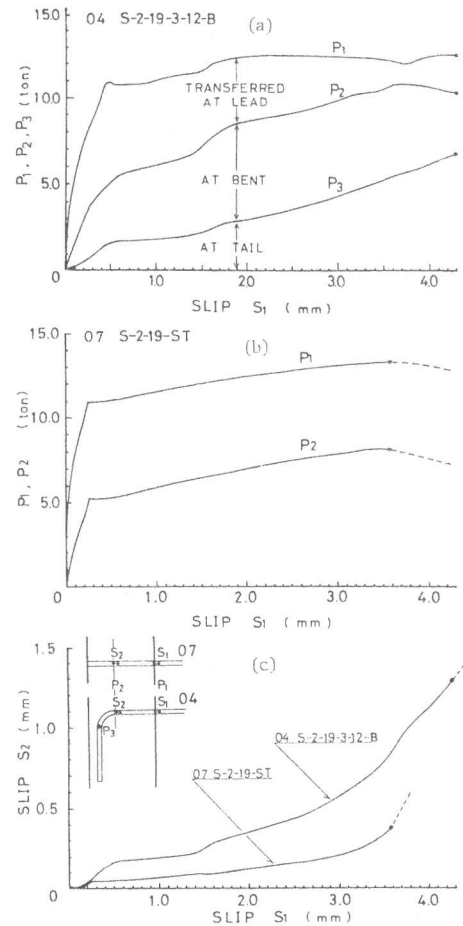 04 S-2-19-3-12-B
(a)
15.0
10.0
5.0
0
P1, P2, P3 (ton)
P1
P2
P3
TRANSFERRED
AT LEAD
AT BENT
AT TAIL
1.0 2.0 3.0 4.0
SLIP S1 (mm)
07 S-2-19-ST
(b)
15.0
10.0
5.0
0
P1, P2 (ton)
P1
P2
1.0 2.0 3.0 4.0
SLIP S1 (mm)
(c)
1.5
1.0
0.5
0
SLIP S2 (mm)
S2 S1 07
P2 P1
S2 S1 04
P3
04 S-2-19-3-12-B
07 S-2-19-ST
1.0 2.0 3.0 4.0
SLIP S1 (mm)